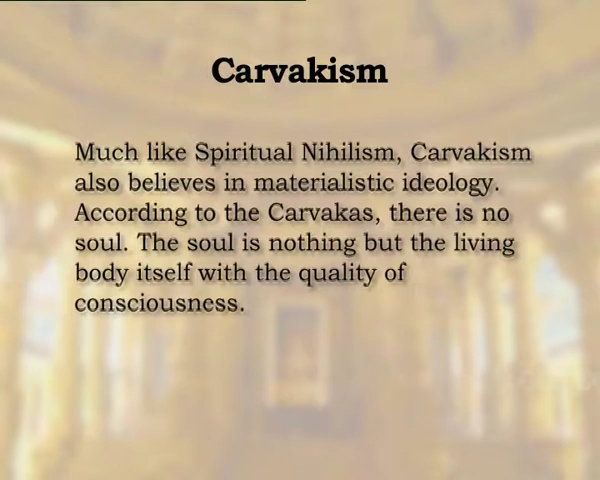 Carvakism
Much like Spiritual Nihilism, Carvakism
also believes in materialistic ideology.
According to the Carvakas, there is no
soul. The soul is nothing but the living
body itself with the quality of
consciousness.